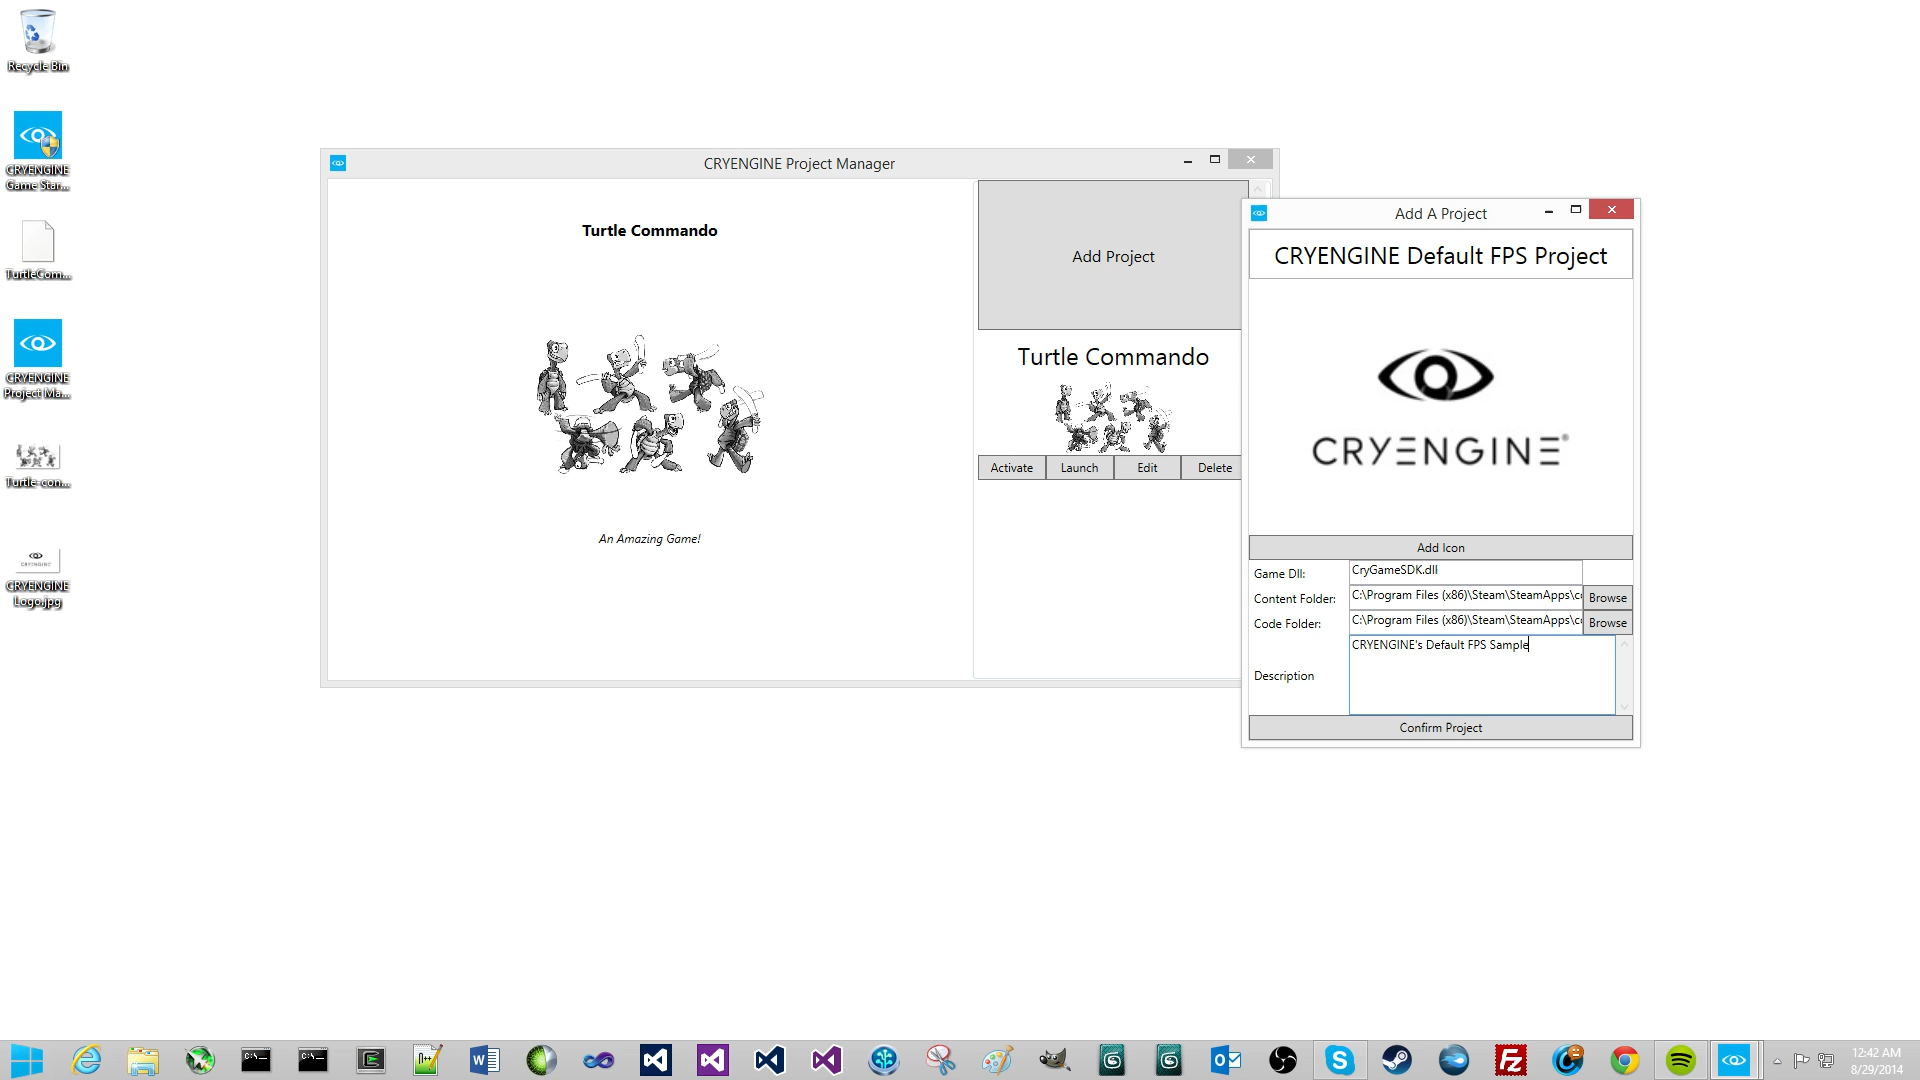 Recycle Bin
CRYENGINE
Game Star...
TurtleCom...
CRYENGINE
Project Ma...
Turtle-con...
CRYENGINE
Logo.jpg
CRYENGINE Project Manager
Turtle Commando
An Amazing Game!
Add Project
Turtle Commando
Activate Launch Edit Delete
Add A Project
CRYENGINE Default FPS Project
CRYENGINE®
Add Icon
Game Dll: CryGameSDK.dll
Content Folder: C:\Program Files (x86)\Steam\SteamApps\co Browse
Code Folder: C:\Program Files (x86)\Steam\SteamApps\co Browse
Description CRYENGINE's Default FPS Sample
Confirm Project
12:42 AM
8/29/2014